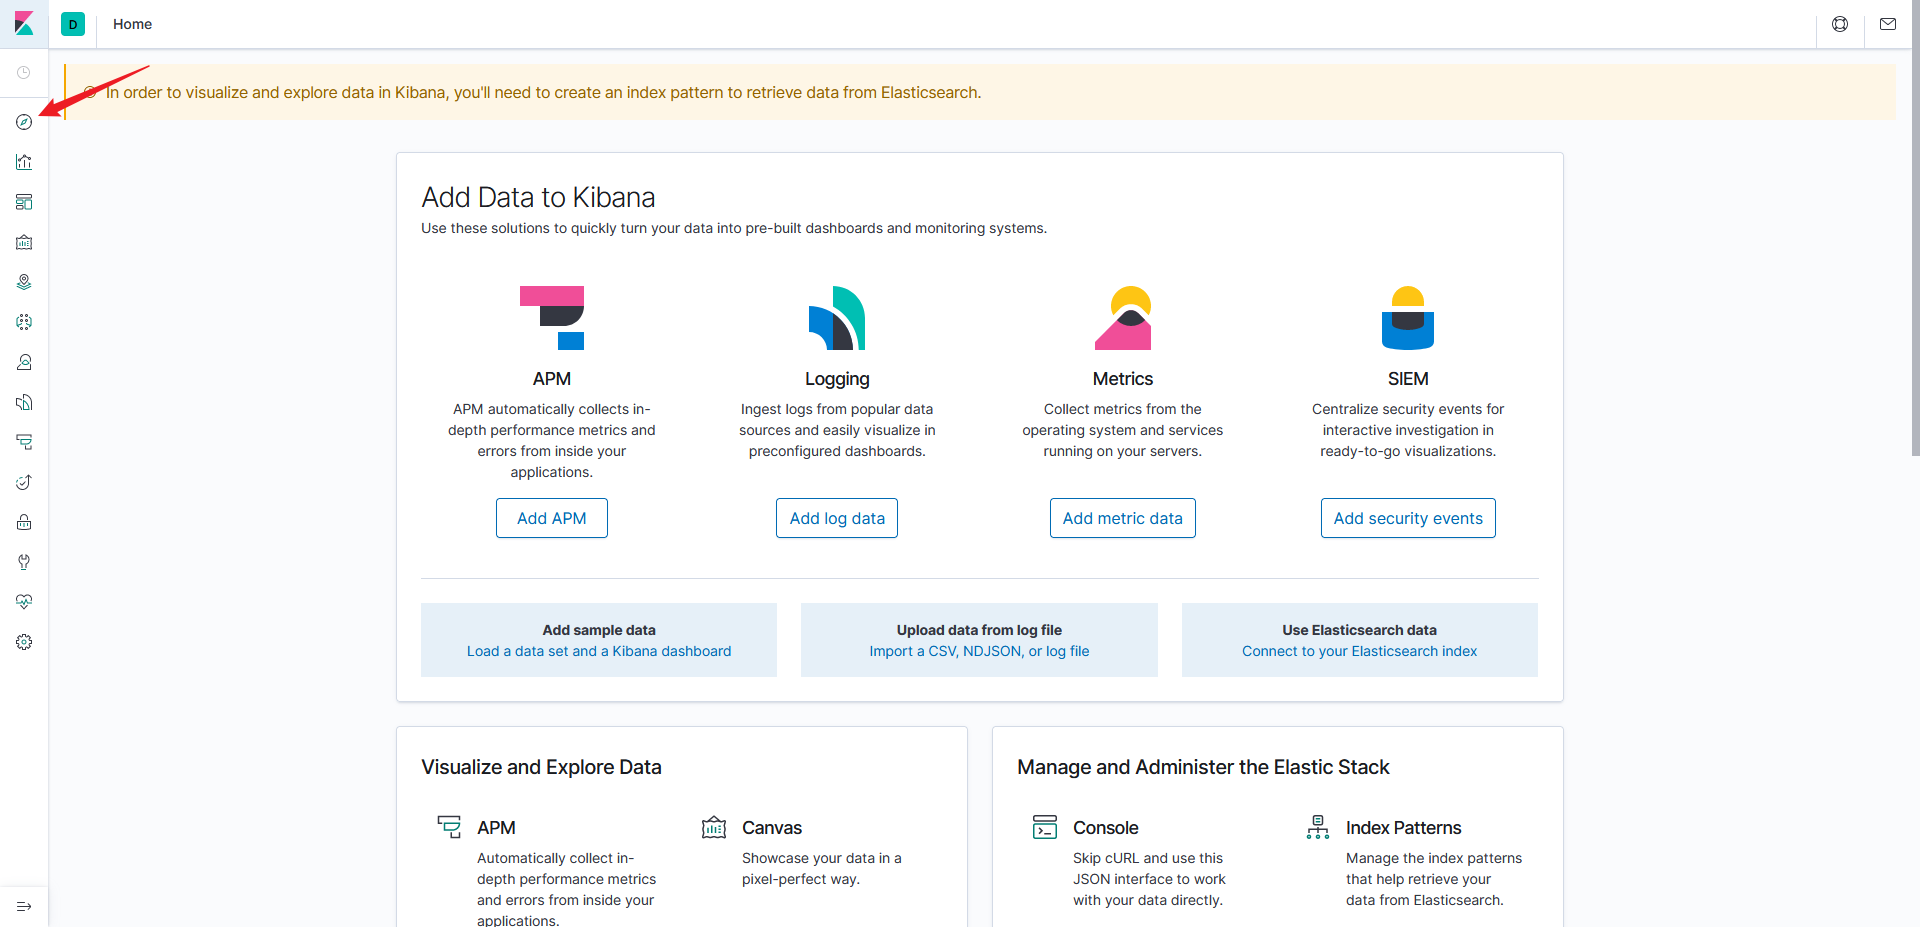 D
Home
In order to visualize and explore data in Kibana, you'll need to create an index pattern to retrieve data from Elasticsearch.
Add Data to Kibana
Use these solutions to quickly turn your data into pre-built dashboards and monitoring systems.
APM
APM automatically collects in-
depth performance metrics and
errors from inside your
applications.
Add APM
Logging
Ingest logs from popular data
sources and easily visualize in
preconfigured dashboards.
Add log data
Metrics
Collect metrics from the
operating system and services
running on your servers.
Add metric data
SIEM
Centralize security events for
interactive investigation in
ready-to-go visualizations.
Add security events
Add sample data
Load a data set and a Kibana dashboard
Upload data from log file
Import a CSV, NDJSON, or log file
Use Elasticsearch data
Connect to your Elasticsearch index
Visualize and Explore Data
APM
Automatically collect in-
depth performance metrics
and errors from inside your
applications.
Canvas
Showcase your data in a
pixel-perfect way.
Manage and Administer the Elastic Stack
Console
Skip cURL and use this
JSON interface to work
with your data directly.
Index Patterns
Manage the index patterns
that help retrieve your
data from Elasticsearch.